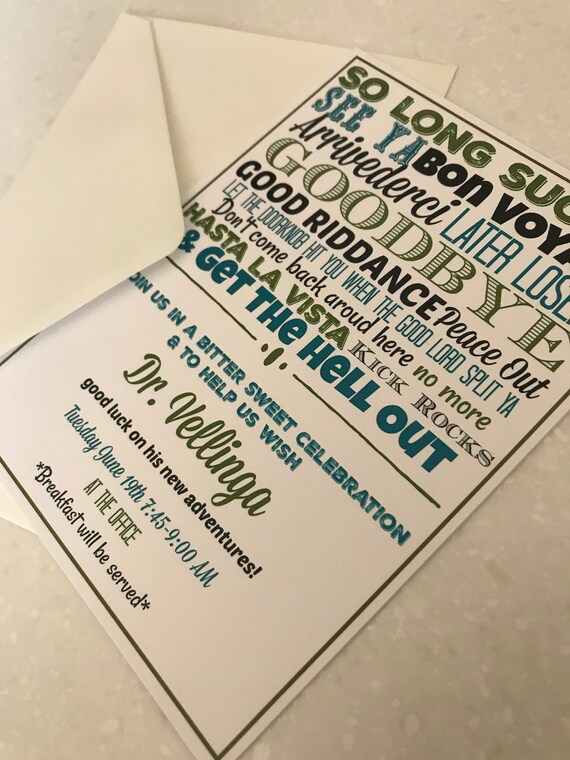 SO LONG SUC
SEE YA BON VOYA
Arrivederci LATER LOSE
GOODBYE
GOOD RIDDANCE Peace Out
LET THE DOORKNOB HIT YOU WHEN THE GOOD LORD SPLIT YA
Don't come back aroud here no more
HASTA LA VISTA KICK ROCKS
& GET THE HELL OUT
JOIN US IN A BITTER SWEET CELEBRATION
& TO HELP US WISH
Dr. Vellinga
good luck on his new adventures!
Tuesday June 19th 7:45-9:00 AM
AT THE OFFICE
*Breakfast will be served*